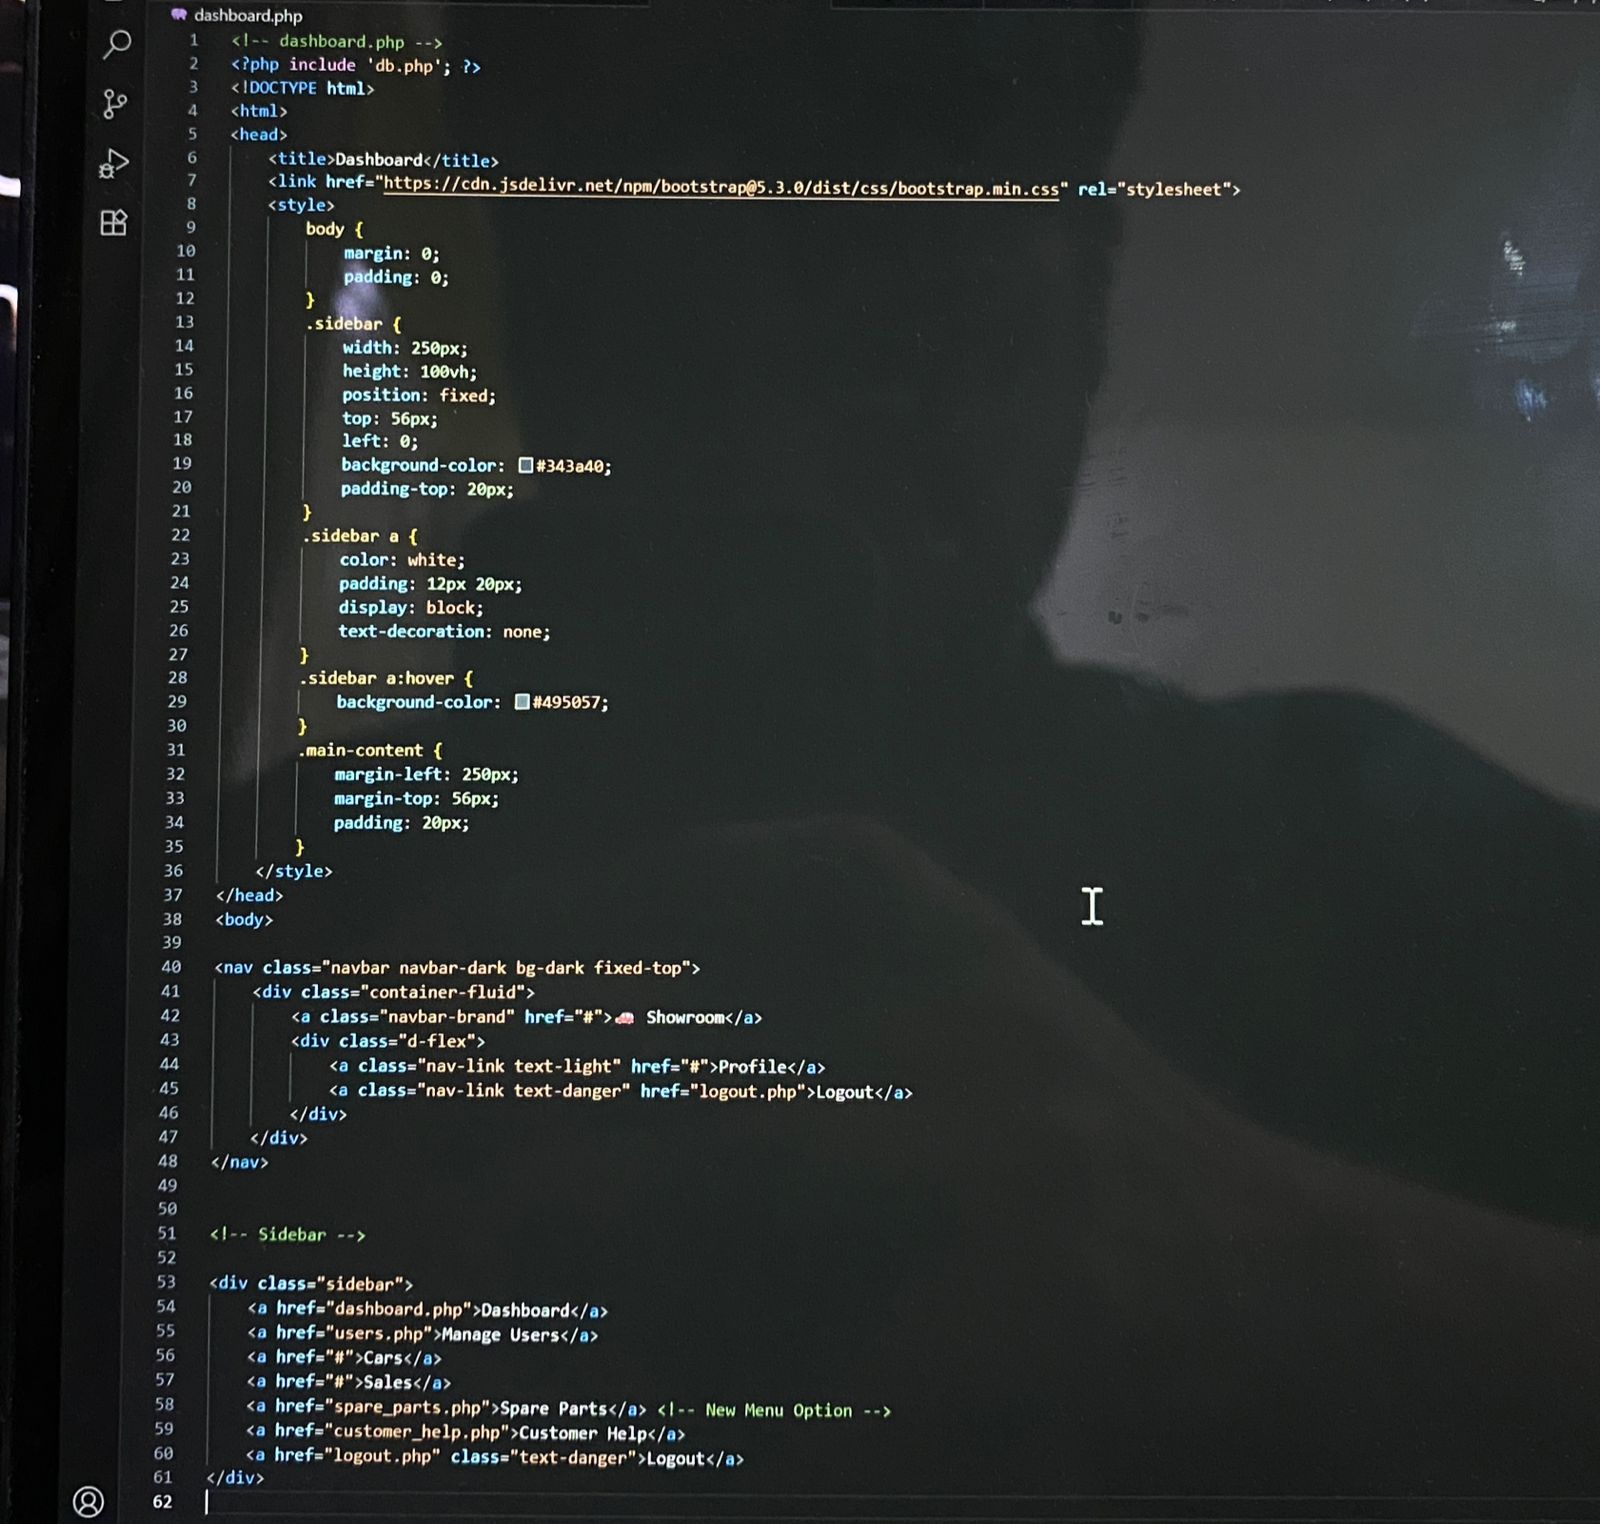 dashboard.php
1 <!-- dashboard.php -->
2 <?php include 'db.php'; ?>
3 <!DOCTYPE html>
4 <html>
5 <head>
6     <title>Dashboard</title>
7     <link href="https://cdn.jsdelivr.net/npm/bootstrap@5.3.0/dist/css/bootstrap.min.css" rel="stylesheet">
8     <style>
9         body {
10             margin: 0;
11             padding: 0;
12         }
13         .sidebar {
14             width: 250px;
15             height: 100vh;
16             position: fixed;
17             top: 56px;
18             left: 0;
19             background-color: #343a40;
20             padding-top: 20px;
21         }
22         .sidebar a {
23             color: white;
24             padding: 12px 20px;
25             display: block;
26             text-decoration: none;
27         }
28         .sidebar a:hover {
29             background-color: #495057;
30         }
31         .main-content {
32             margin-left: 250px;
33             margin-top: 56px;
34             padding: 20px;
35         }
36     </style>
37 </head>
38 <body>
39
40 <nav class="navbar navbar-dark bg-dark fixed-top">
41     <div class="container-fluid">
42         <a class="navbar-brand" href="#">🚗 Showroom</a>
43         <div class="d-flex">
44             <a class="nav-link text-light" href="#">Profile</a>
45             <a class="nav-link text-danger" href="logout.php">Logout</a>
46         </div>
47     </div>
48 </nav>
49
50
51 <!-- Sidebar -->
52
53 <div class="sidebar">
54     <a href="dashboard.php">Dashboard</a>
55     <a href="users.php">Manage Users</a>
56     <a href="#">Cars</a>
57     <a href="#">Sales</a>
58     <a href="spare_parts.php">Spare Parts</a> <!-- New Menu Option -->
59     <a href="customer_help.php">Customer Help</a>
60     <a href="logout.php" class="text-danger">Logout</a>
61 </div>
62